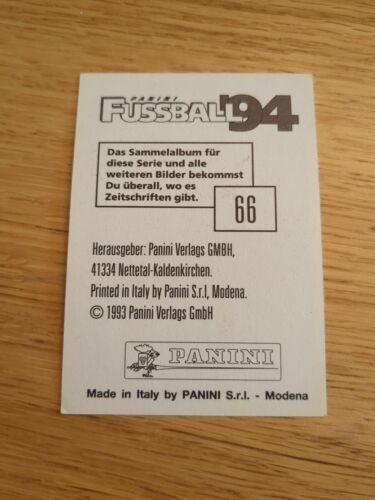 PANINI
FUSSBALL '94
Das Sammelalbum für
diese Serie und alle
weiteren Bilder bekommst
Du überall, wo es
Zeitschriften gibt.
66
Herausgeber: Panini Verlags GMBH,
41334 Nettetal-Kaldenkirchen.
Printed in Italy by Panini S.r.l, Modena.
© 1993 Panini Verlags GmbH
PANINI
Made in Italy by PANINI S.r.l. - Modena